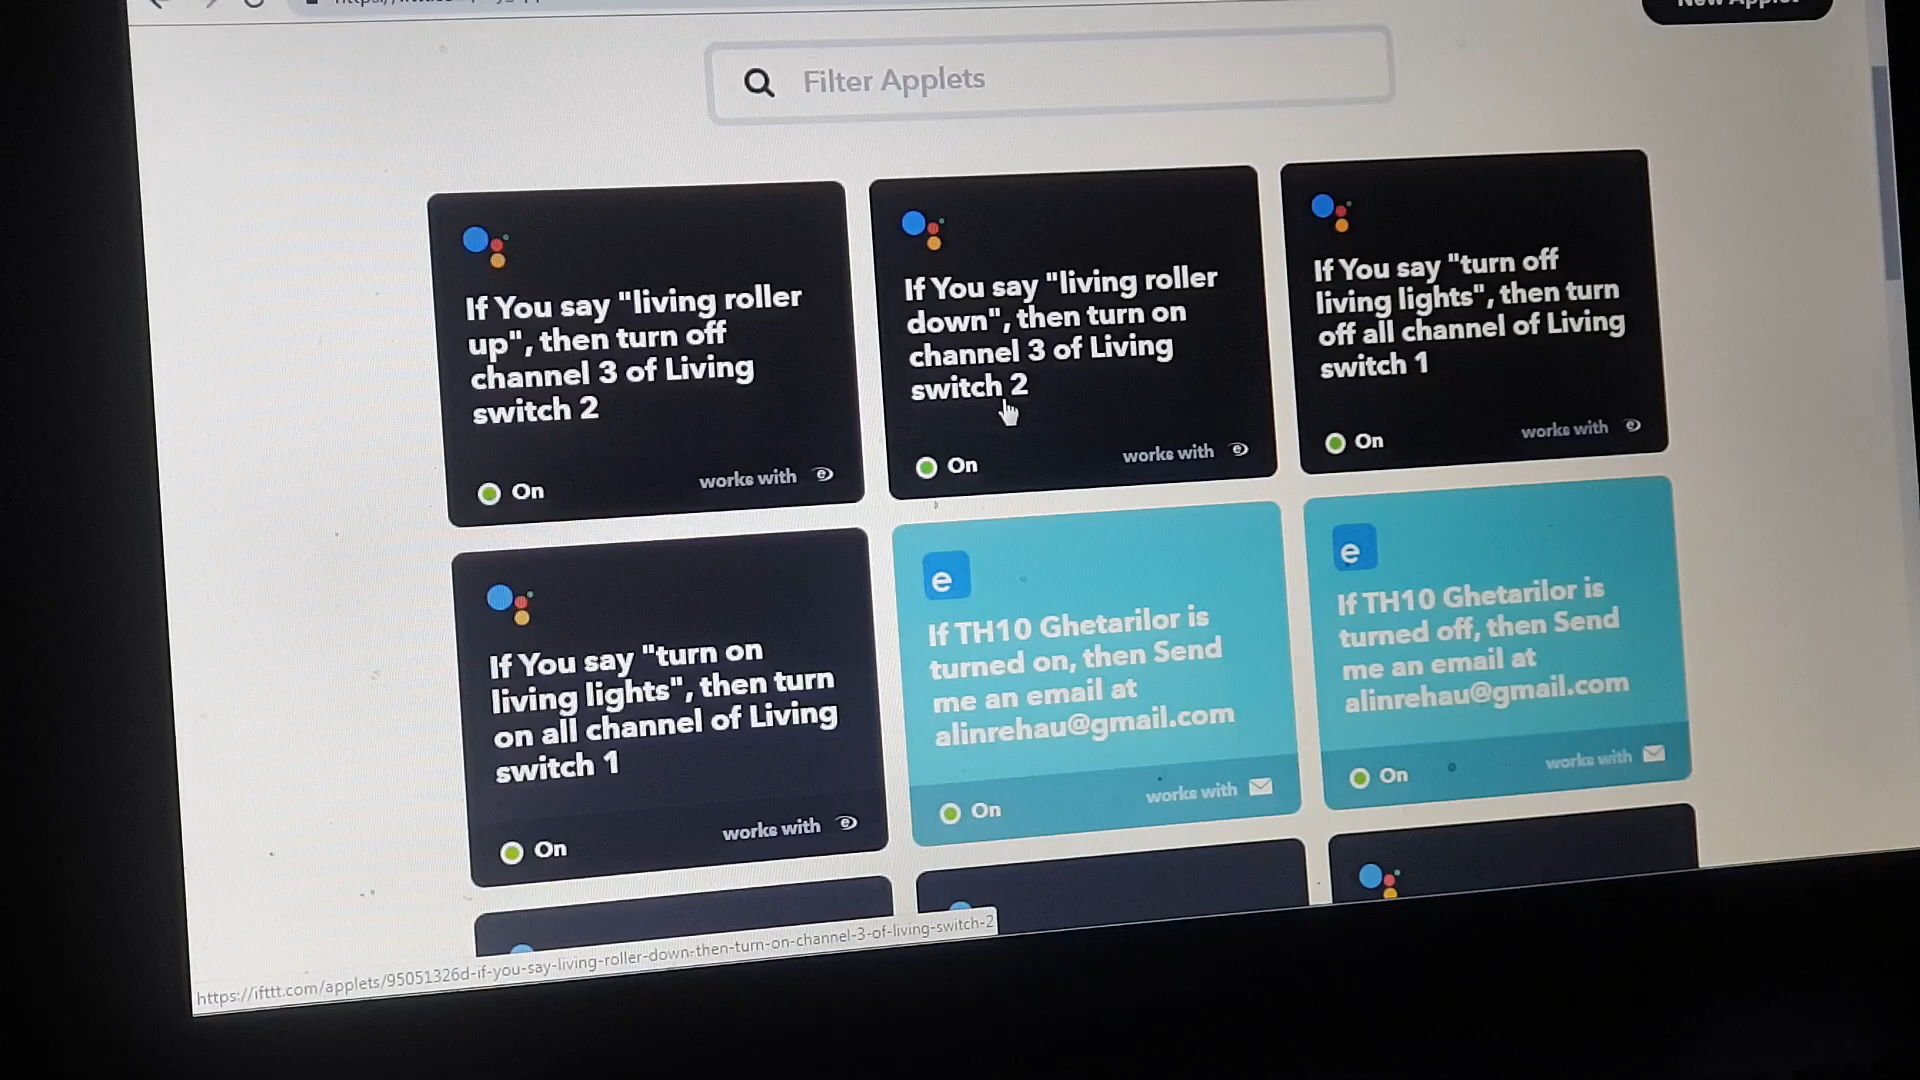 New Applet
Filter Applets
If You say "living roller
up", then turn off
channel 3 of Living
switch 2
On
works with
If You say "living roller
down", then turn on
channel 3 of Living
switch 2
On
works with
If You say "turn off
living lights", then turn
off all channel of Living
switch 1
On
works with
If You say "turn on
living lights", then turn
on all channel of Living
switch 1
On
works with
e
If TH10 Ghetarilor is
turned on, then Send
me an email at
alinrehau@gmail.com
On
works with
e
If TH10 Ghetarilor is
turned off, then Send
me an email at
alinrehau@gmail.com
On
works with
https://ifttt.com/applets/95051326d-if-you-say-living-roller-down-then-turn-on-channel-3-of-living-switch-2